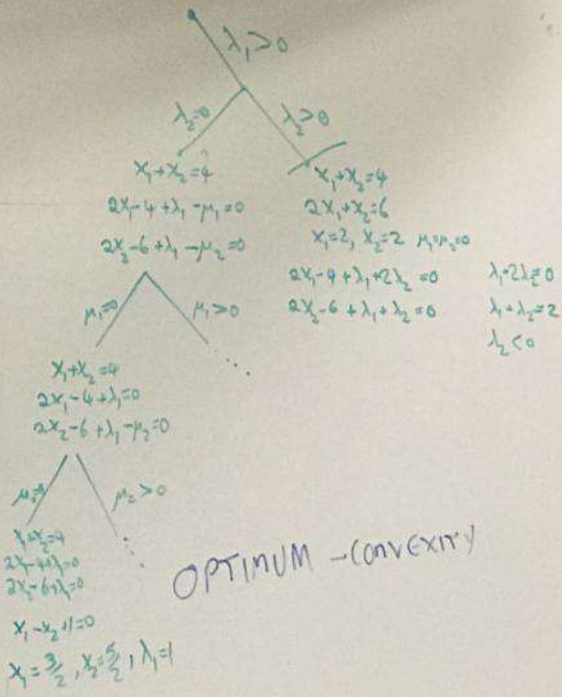 λ₁>0
λ₂=0
λ₂>0
x₁+x₂=4
2x₁-4+λ₁-μ₁=0
2x₂-6+λ₁-μ₂=0
x₁+x₂=4
2x₁+x₂=6
x₁=2, x₂=2 μ₁=μ₂=0
2x₁-4+λ₁+2λ₂=0
2x₂-6+λ₁+λ₂=0
λ₁+2λ₂=0
λ₁+λ₂=2
λ₂<0
μ₁=0
μ₁>0
x₁+x₂=4
2x₁-4+λ₁=0
2x₂-6+λ₁-μ₂=0
μ₂=0
μ₂>0
x₁+x₂=4
2x₁-4+λ₁=0
2x₂-6+λ₁=0
x₁-x₂+1=0
x₁=3/2, x₂=5/2, λ₁=1
OPTIMUM - CONVEXITY